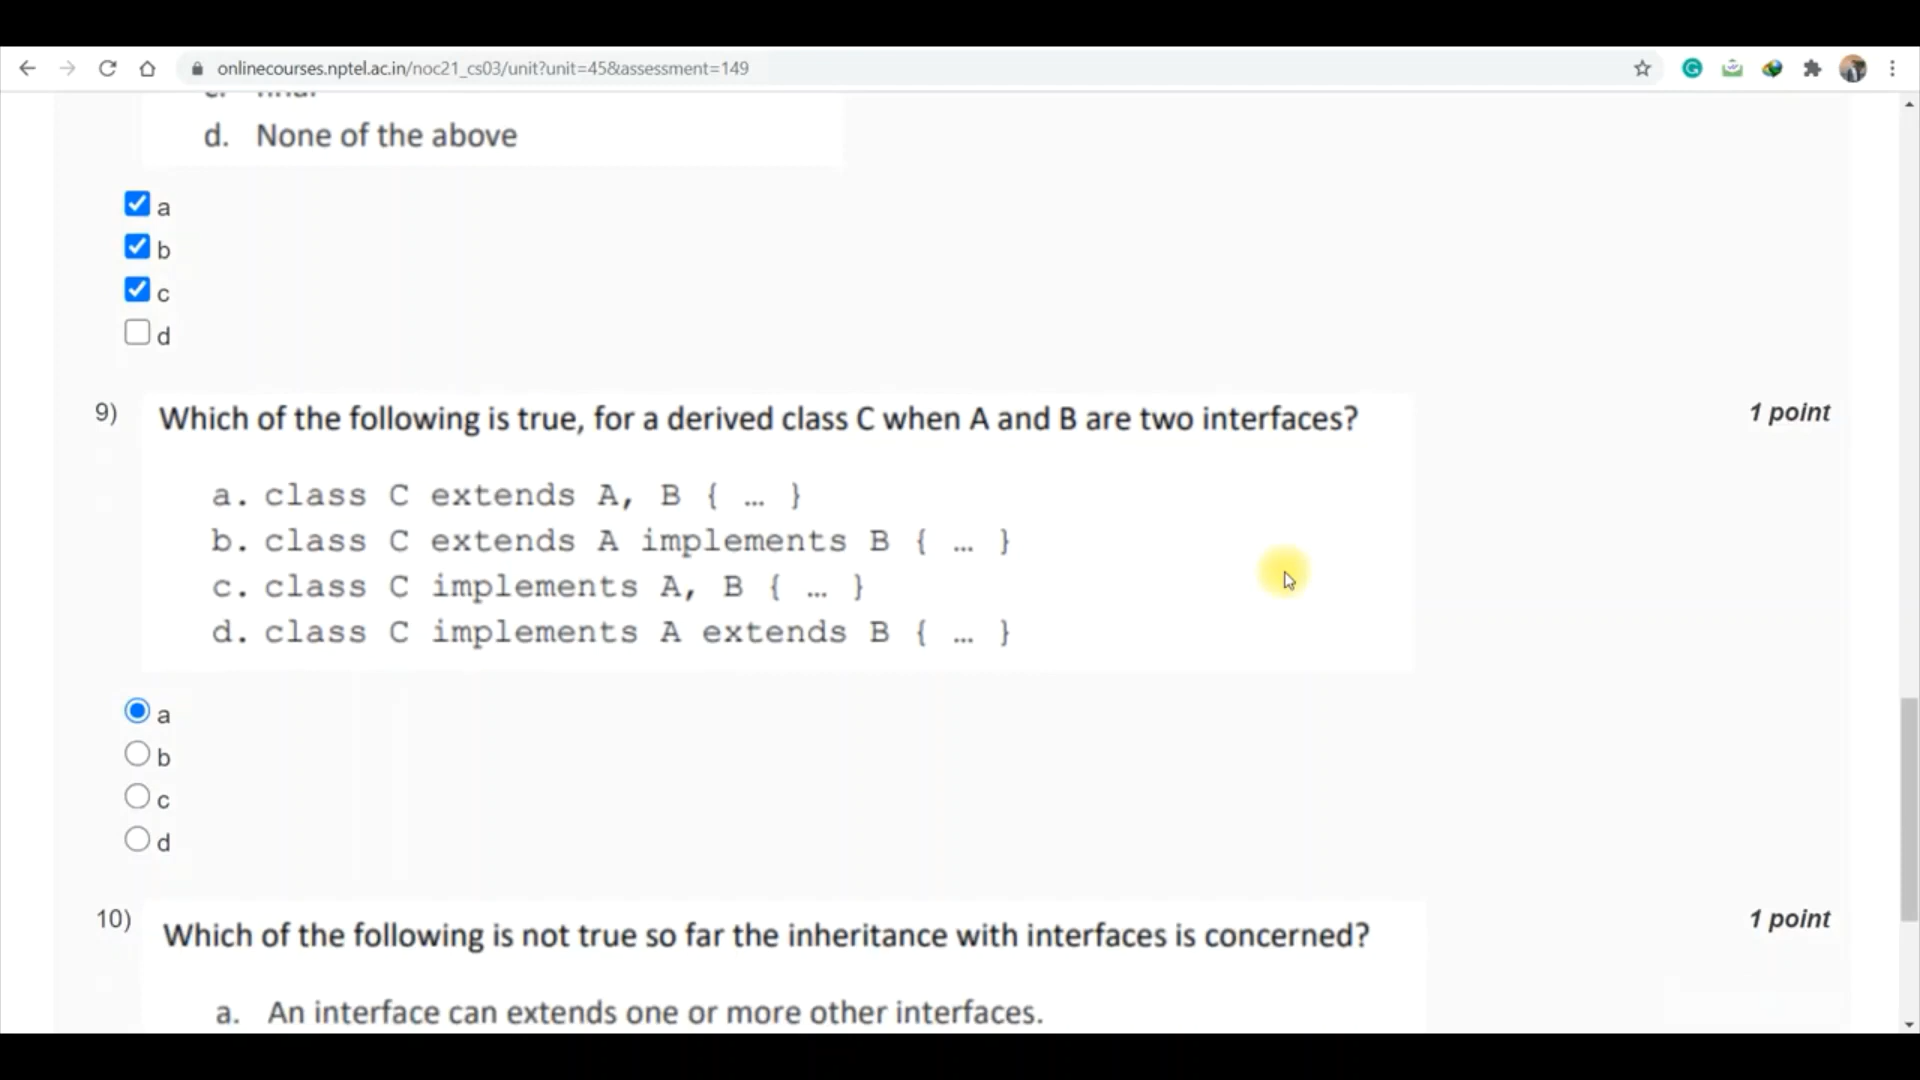 onlinecourses.nptel.ac.in/noc21_cs03/unit?unit=45&assessment=149
d. None of the above
a
b
c
d
9) Which of the following is true, for a derived class C when A and B are two interfaces? 1 point
a. class C extends A, B { … }
b. class C extends A implements B { … }
c. class C implements A, B { … }
d. class C implements A extends B { … }
a
b
c
d
10) Which of the following is not true so far the inheritance with interfaces is concerned? 1 point
a. An interface can extends one or more other interfaces.